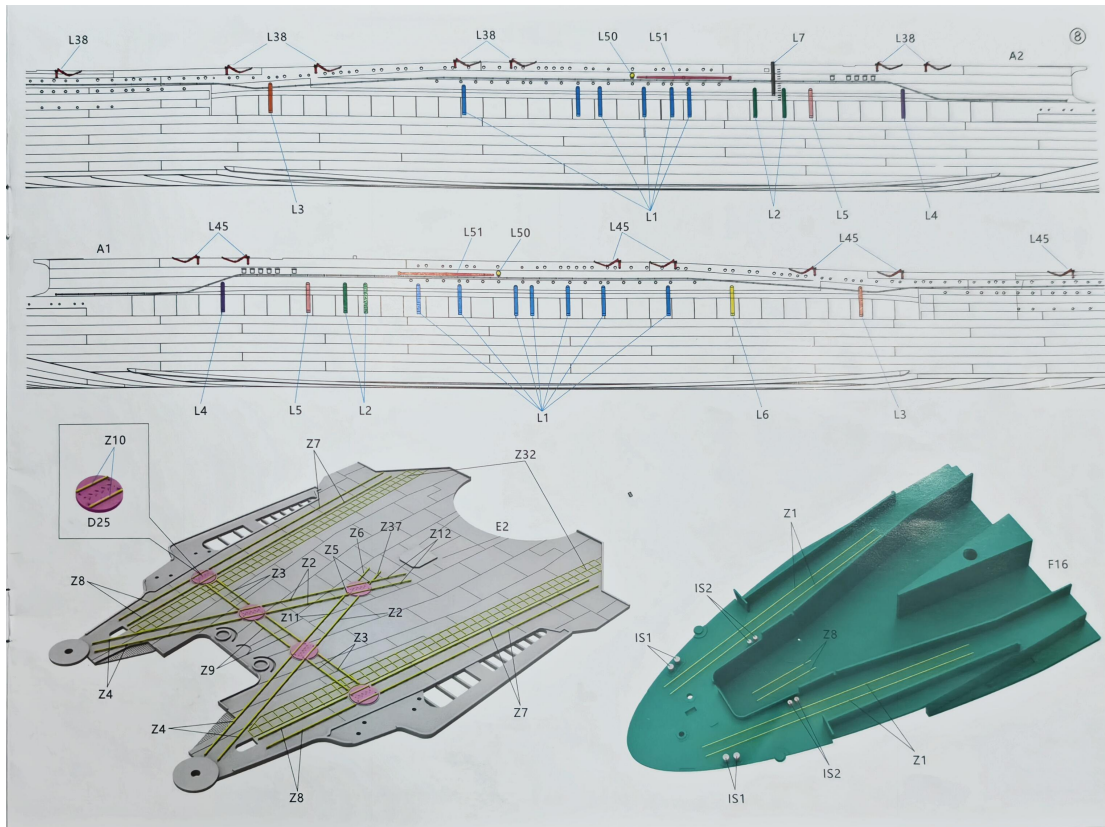 L38 L38 L38 L50 L51 L7 L38 8
A2
L3 L1 L2 L5 L4
A1 L45 L51 L50 L45 L45 L45
L4 L5 L2 L1 L6 L3
Z10
D25
Z7
Z32
E2
Z37
Z6
Z12
Z5
Z2
Z3
Z8
Z11
Z2
Z3
Z9
Z4
Z4
Z7
Z8
Z1
F16
IS2
Z8
IS1
IS2
Z1
IS1